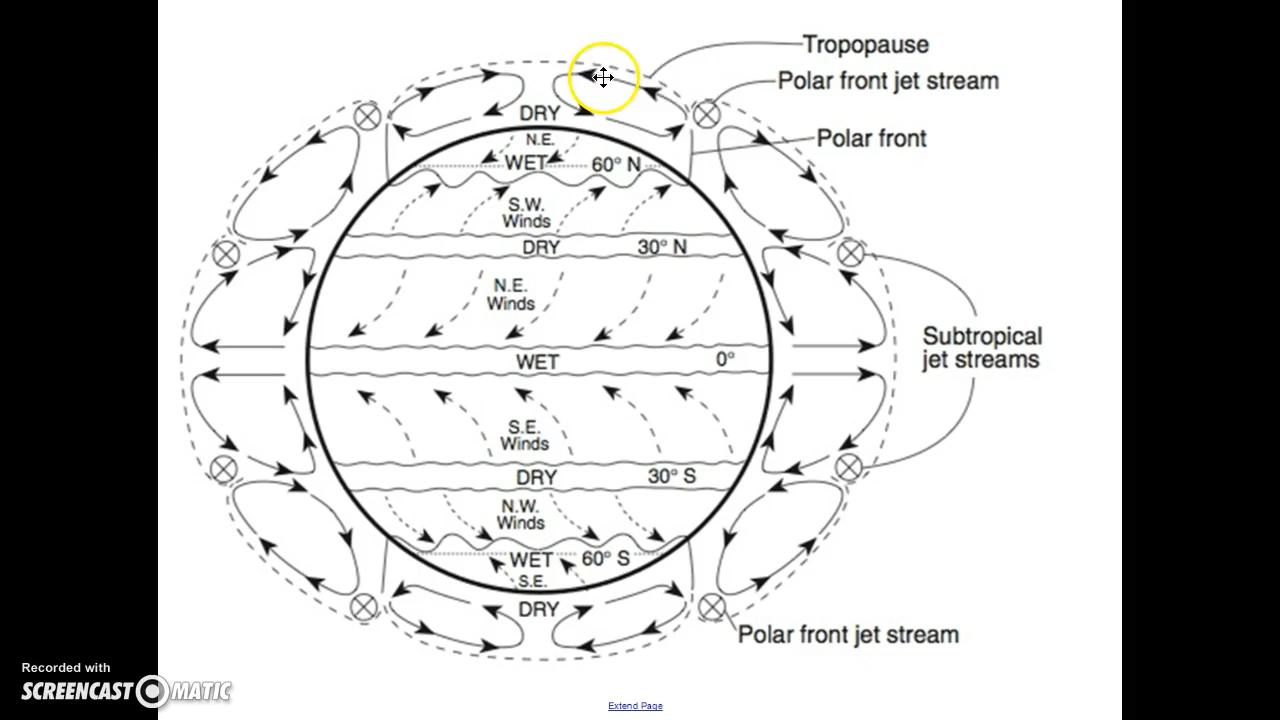 Tropopause
Polar front jet stream
DRY
N.E.
Polar front
WET 60° N
S.W.
Winds
DRY 30° N
N.E.
Winds
Subtropical
jet streams
WET 0°
S.E.
Winds
DRY 30° S
N.W.
Winds
WET 60° S
S.E.
DRY
Polar front jet stream
Recorded with
SCREENCAST MATIC
Extend Page